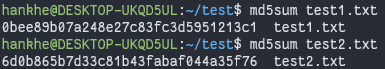 hankhe@DESKTOP-UKQD5UL:~/test$ md5sum test1.txt
0bee89b07a248e27c83fc3d5951213c1  test1.txt
hankhe@DESKTOP-UKQD5UL:~/test$ md5sum test2.txt
6d0b865b7d33c81b43fabaf044a35f76  test2.txt